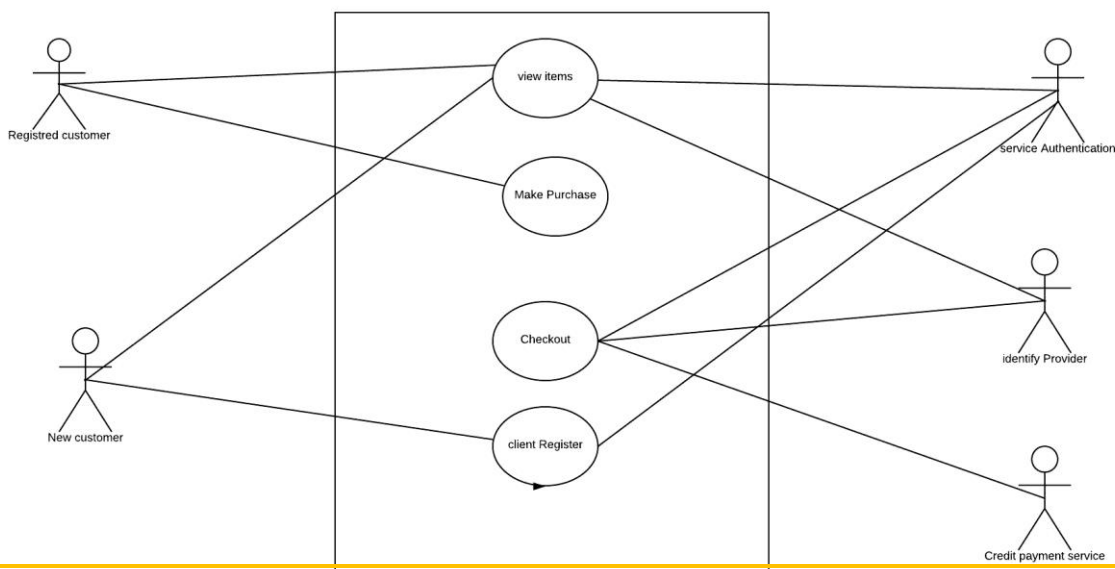 view items
Registred customer
service Authentication
Make Purchase
Checkout
identify Provider
New customer
client Register
Credit payment service